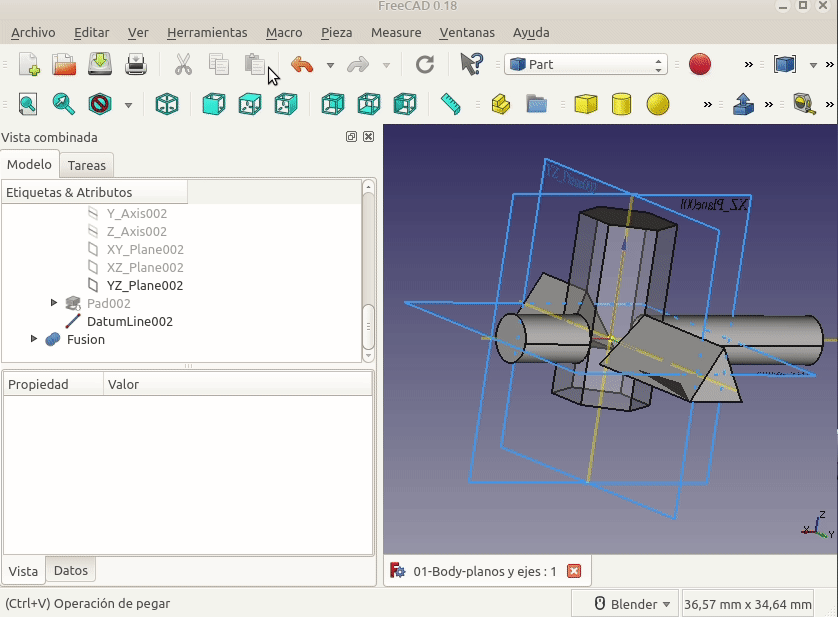 FreeCAD 0.18
Archivo Editar Ver Herramientas Macro Pieza Measure Ventanas Ayuda
Part
Vista combinada
Modelo Tareas
Etiquetas & Atributos
Y_Axis002
Z_Axis002
XY_Plane002
XZ_Plane002
YZ_Plane002
Pad002
DatumLine002
Fusion
Propiedad Valor
XZ_Plane001
Z
X
Y
Vista Datos
01-Body-planos y ejes : 1
(Ctrl+V) Operación de pegar
Blender 36,57 mm x 34,64 mm